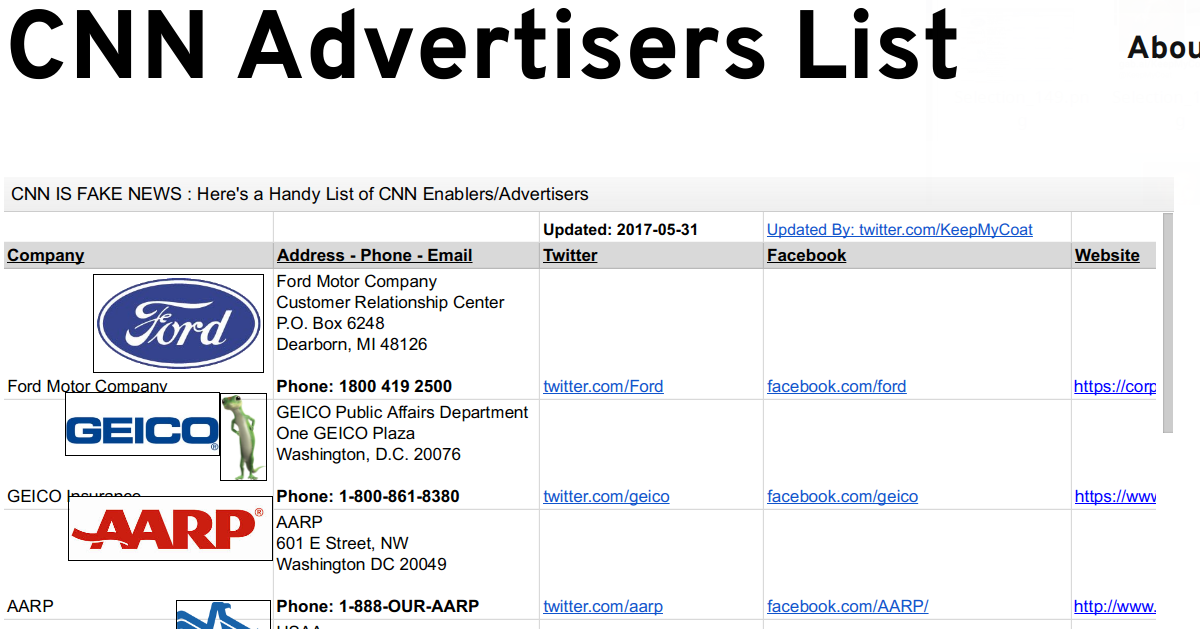 CNN Advertisers List
Abou
CNN IS FAKE NEWS : Here's a Handy List of CNN Enablers/Advertisers
Updated: 2017-05-31 Updated By: twitter.com/KeepMyCoat
Company Address - Phone - Email Twitter Facebook Website
Ford
Ford Motor Company
Customer Relationship Center
P.O. Box 6248
Dearborn, MI 48126
Ford Motor Company Phone: 1800 419 2500 twitter.com/Ford facebook.com/ford https://corp
GEICO®
GEICO Public Affairs Department
One GEICO Plaza
Washington, D.C. 20076
GEICO Insurance Phone: 1-800-861-8380 twitter.com/geico facebook.com/geico https://www
AARP®
AARP
601 E Street, NW
Washington DC 20049
AARP Phone: 1-888-OUR-AARP twitter.com/aarp facebook.com/AARP/ http://www.